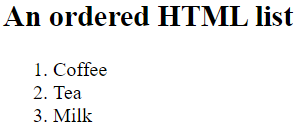 An ordered HTML list
1. Coffee
2. Tea
3. Milk